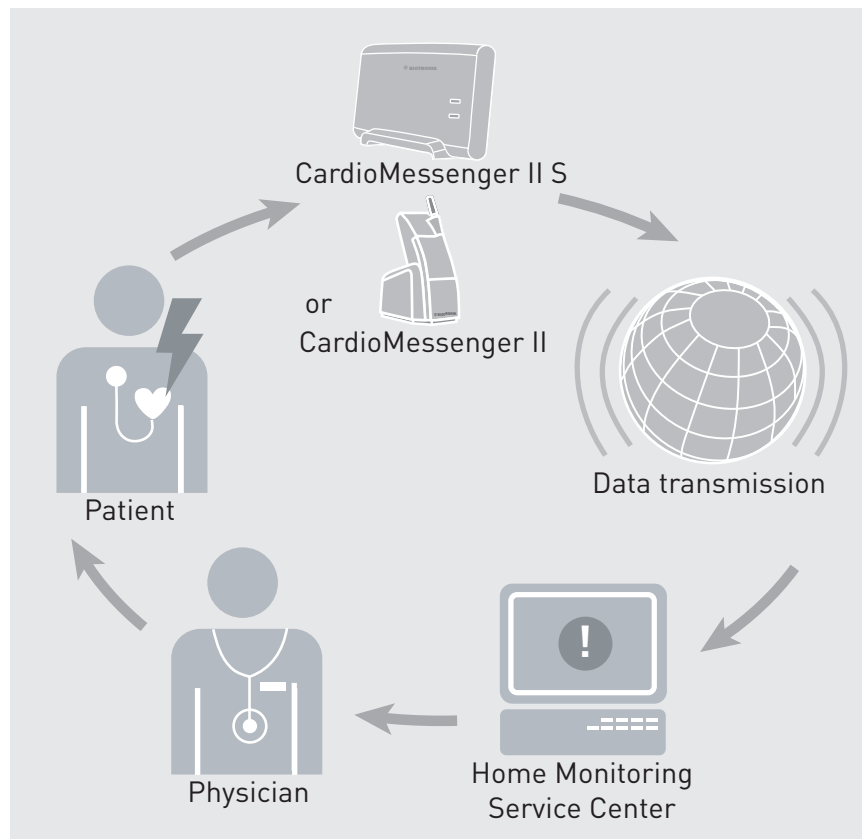 CardioMessenger II S
or
CardioMessenger II
Data transmission
Patient
!
Physician
Home Monitoring
Service Center